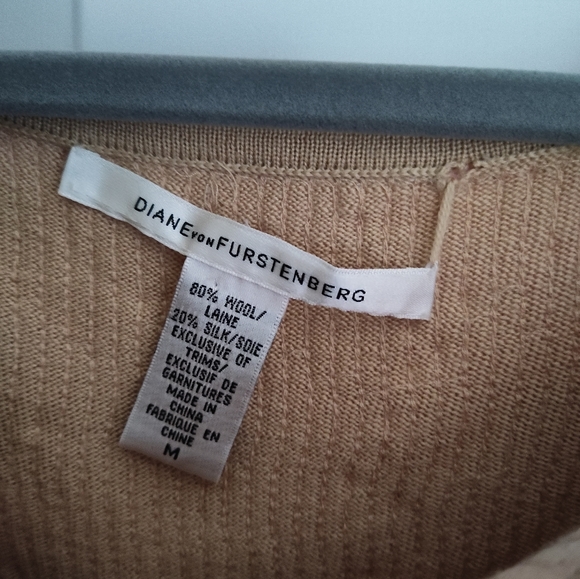 DIANE von FURSTENBERG
80% WOOL/
LAINE
20% SILK/SOIE
EXCLUSIVE OF
TRIMS/
EXCLUSIF DE
GARNITURES
MADE IN
CHINA
FABRIQUE EN
CHINE
M